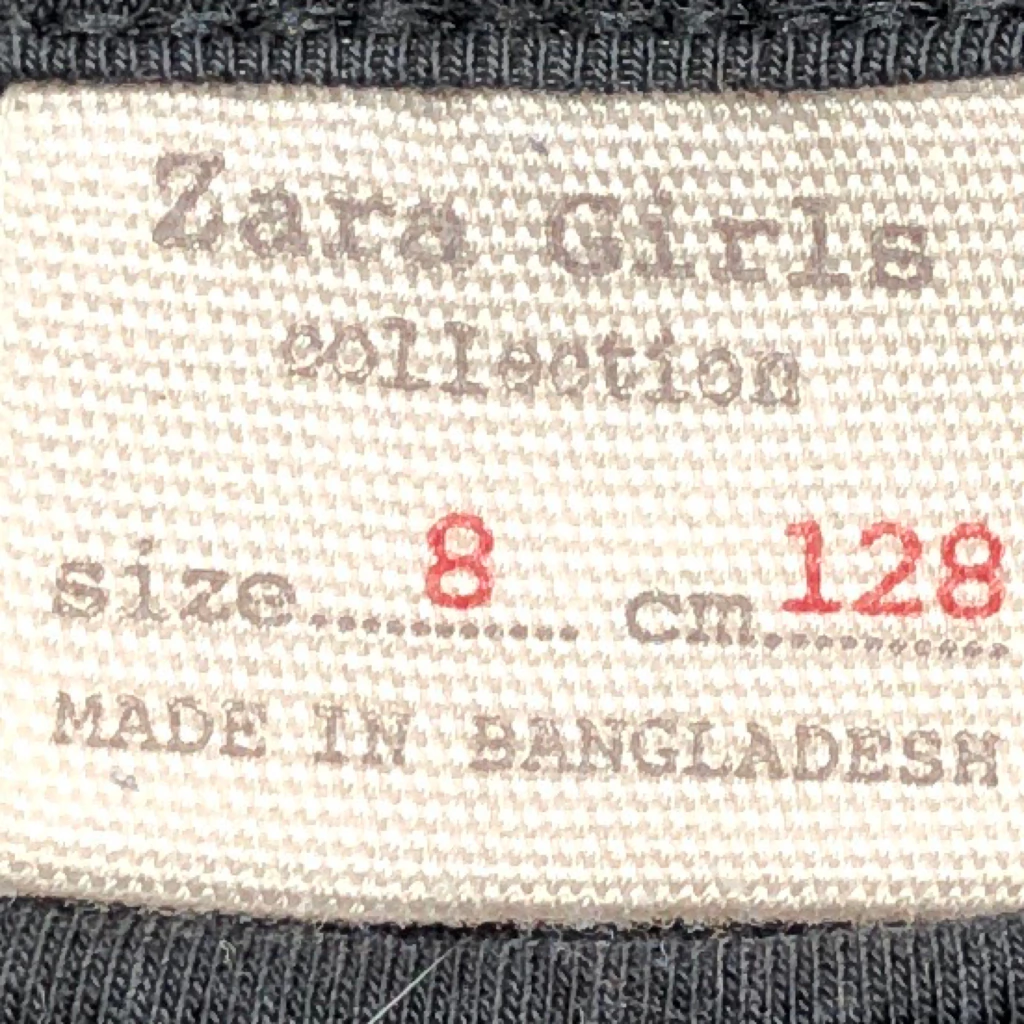 Zara Girls
collection
size............ 8 cm............ 128
MADE IN BANGLADESH